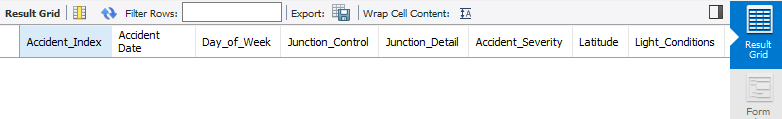 Result Grid Filter Rows: Export: Wrap Cell Content: IA
Accident_Index Accident Date Day_of_Week Junction_Control Junction_Detail Accident_Severity Latitude Light_Conditions
Result
Grid
Form